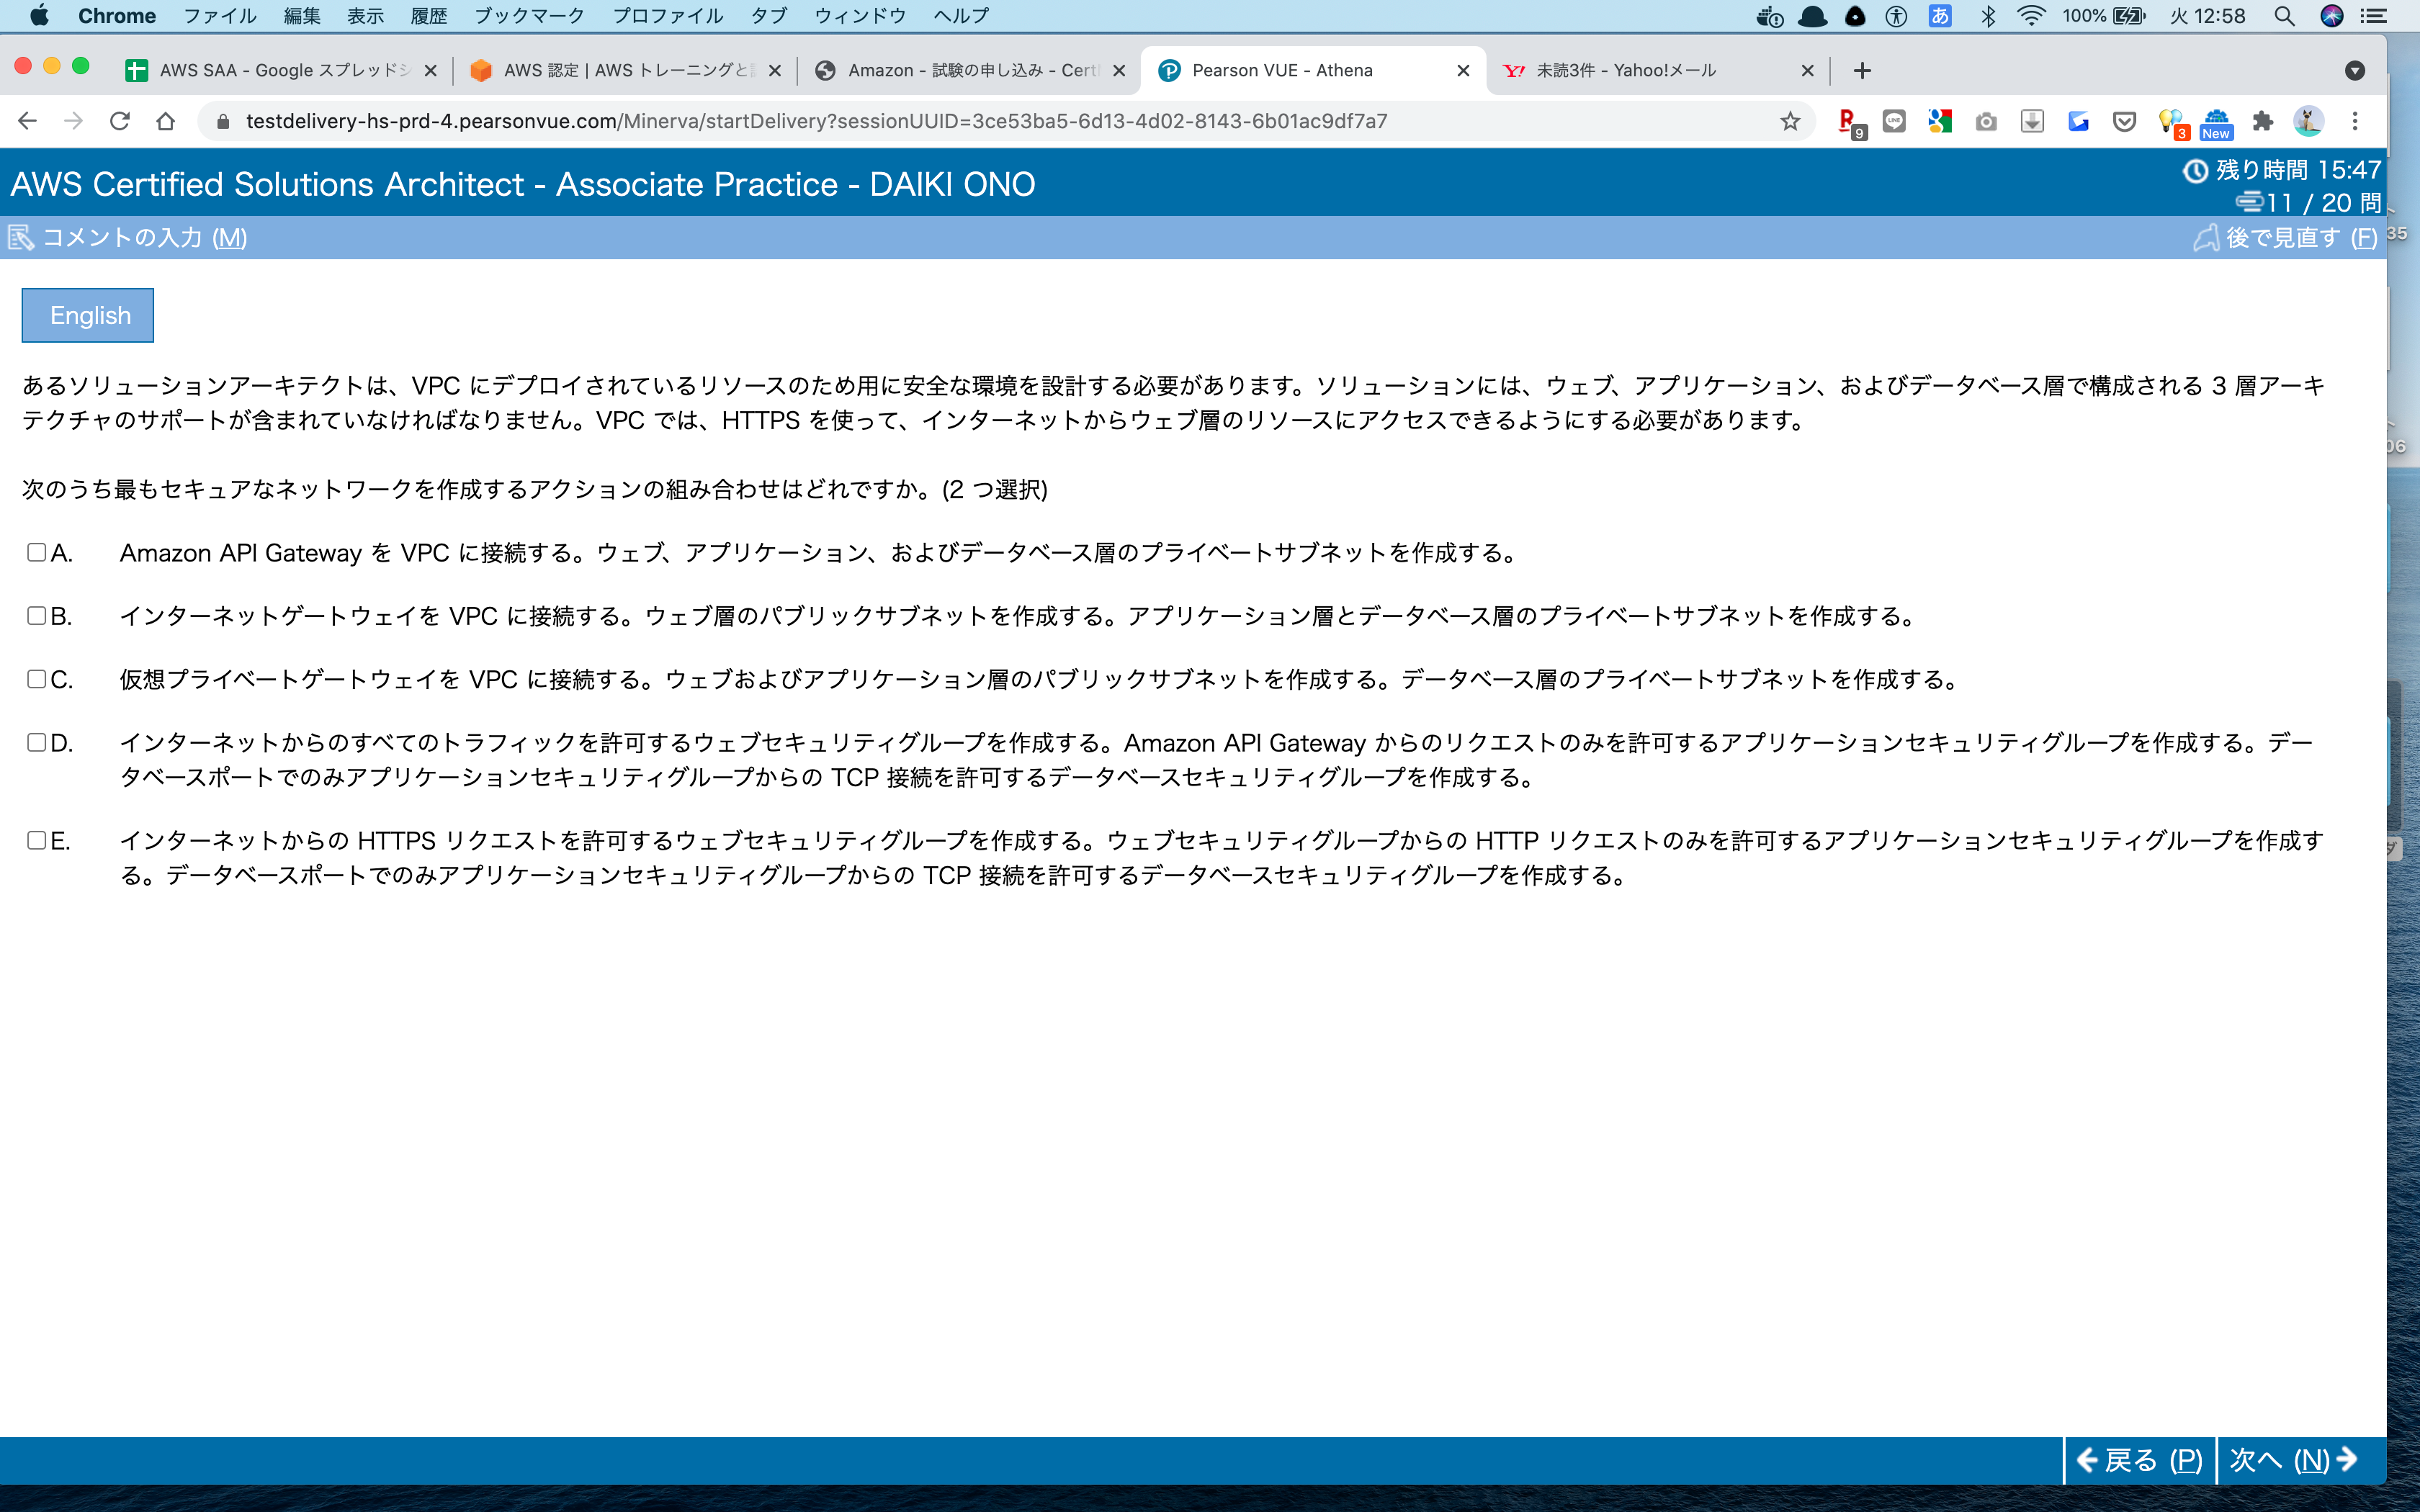 Chrome ファイル 編集 表示 履歴 ブックマーク プロファイル タブ ウィンドウ ヘルプ あ 100% 火 12:58
AWS SAA - Google スプレッドシ AWS 認定 | AWS トレーニングと Amazon - 試験の申し込み - Cert Pearson VUE - Athena Y! 未読3件 - Yahoo!メール
testdelivery-hs-prd-4.pearsonvue.com/Minerva/startDelivery?sessionUUID=3ce53ba5-6d13-4d02-8143-6b01ac9df7a7 R 9 LINE 3 New
AWS Certified Solutions Architect - Associate Practice - DAIKI ONO
残り時間 15:47
11 / 20 問
コメントの入力 (M) 後で見直す (F)
35
English
あるソリューションアーキテクトは、VPC にデプロイされているリソースのため用に安全な環境を設計する必要があります。ソリューションには、ウェブ、アプリケーション、およびデータベース層で構成される 3 層アーキ
テクチャのサポートが含まれていなければなりません。VPC では、HTTPS を使って、インターネットからウェブ層のリソースにアクセスできるようにする必要があります。
06
次のうち最もセキュアなネットワークを作成するアクションの組み合わせはどれですか。(2 つ選択)
A. Amazon API Gateway を VPC に接続する。ウェブ、アプリケーション、およびデータベース層のプライベートサブネットを作成する。
B. インターネットゲートウェイを VPC に接続する。ウェブ層のパブリックサブネットを作成する。アプリケーション層とデータベース層のプライベートサブネットを作成する。
C. 仮想プライベートゲートウェイを VPC に接続する。ウェブおよびアプリケーション層のパブリックサブネットを作成する。データベース層のプライベートサブネットを作成する。
D. インターネットからのすべてのトラフィックを許可するウェブセキュリティグループを作成する。Amazon API Gateway からのリクエストのみを許可するアプリケーションセキュリティグループを作成する。デー
タベースポートでのみアプリケーションセキュリティグループからの TCP 接続を許可するデータベースセキュリティグループを作成する。
E. インターネットからの HTTPS リクエストを許可するウェブセキュリティグループを作成する。ウェブセキュリティグループからの HTTP リクエストのみを許可するアプリケーションセキュリティグループを作成す
る。データベースポートでのみアプリケーションセキュリティグループからの TCP 接続を許可するデータベースセキュリティグループを作成する。
戻る (P) 次へ (N)